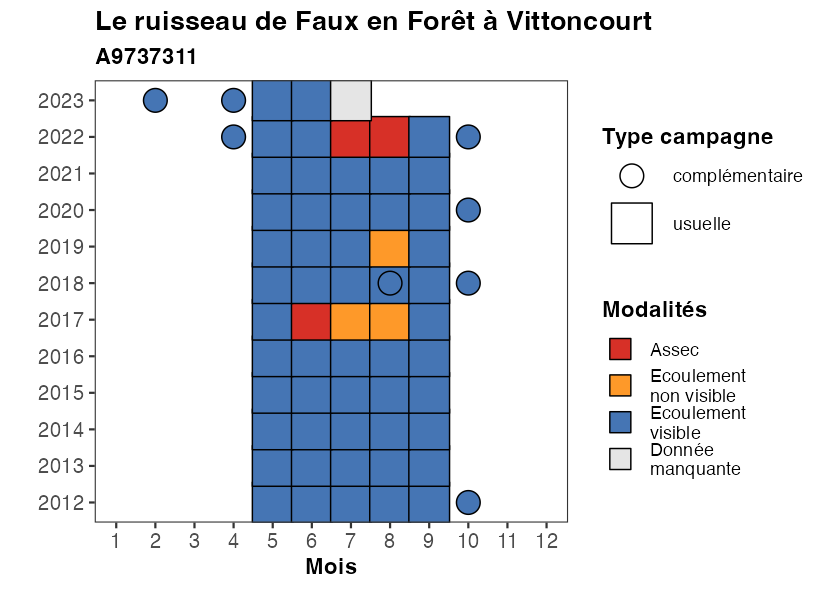 Le ruisseau de Faux en Forêt à Vittoncourt
A9737311
2023
2022
2021
2020
2019
2018
2017
2016
2015
2014
2013
2012
1 2 3 4 5 6 7 8 9 10 11 12
Mois
Type campagne
complémentaire
usuelle
Modalités
Assec
Ecoulement
non visible
Ecoulement
visible
Donnée
manquante